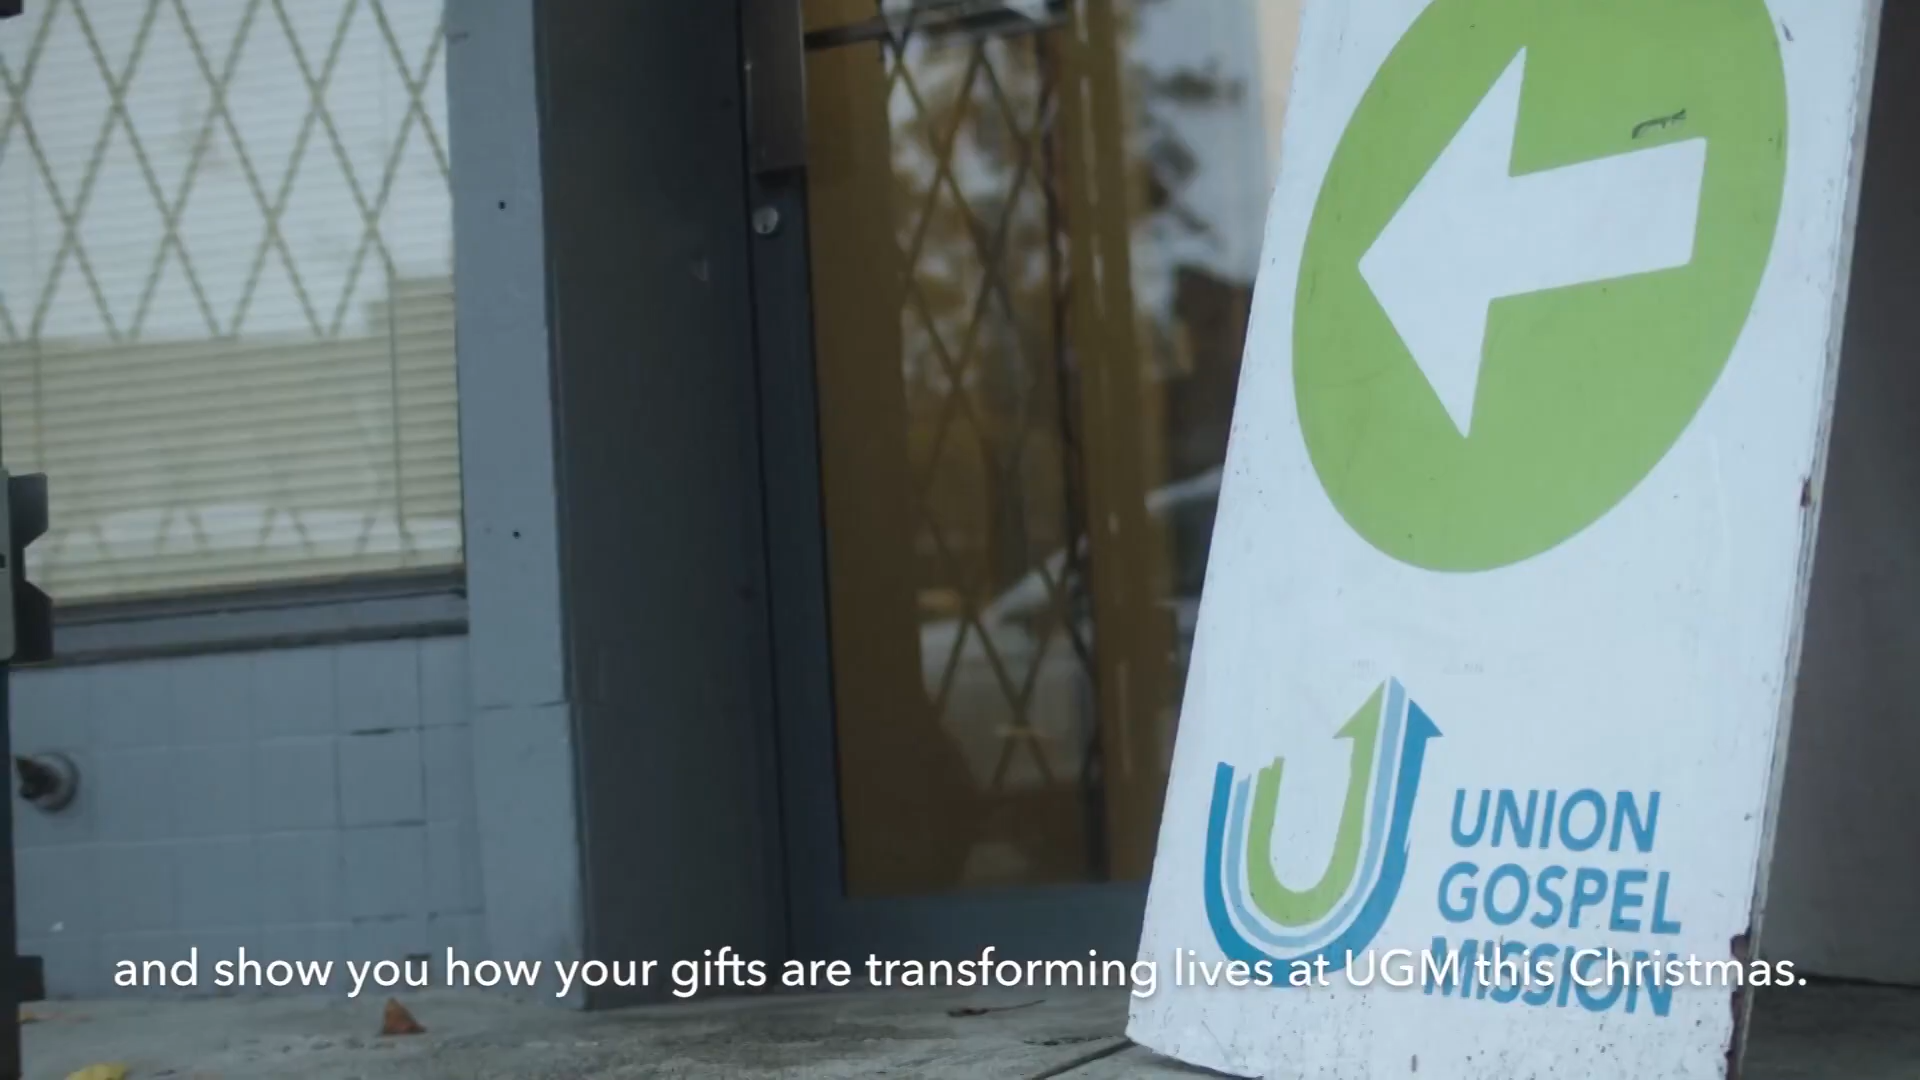 UNION
GOSPEL
MISSION
and show you how your gifts are transforming lives at UGM this Christmas.